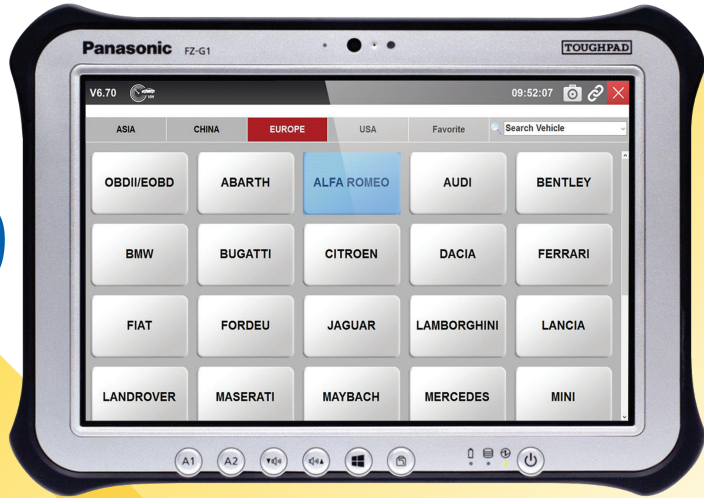 Panasonic FZ-G1 TOUGHPAD
V6.70 09:52:07
ASIA CHINA EUROPE USA Favorite Search Vehicle
OBDII/EOBD ABARTH ALFA ROMEO AUDI BENTLEY
BMW BUGATTI CITROEN DACIA FERRARI
FIAT FORDEU JAGUAR LAMBORGHINI LANCIA
LANDROVER MASERATI MAYBACH MERCEDES MINI
A1 A2